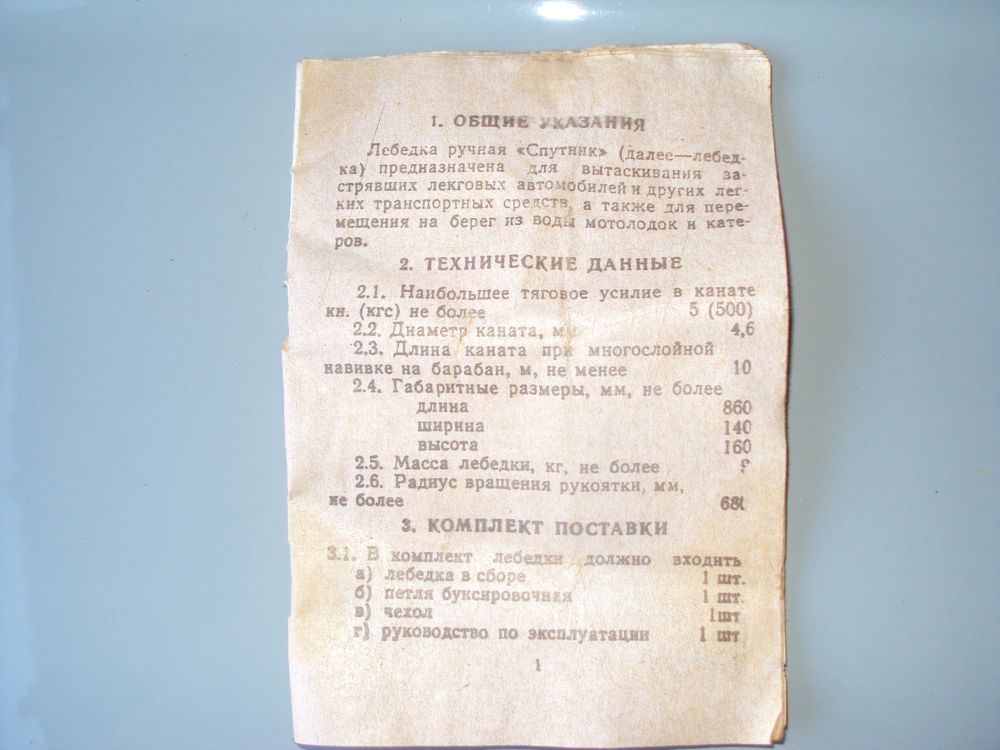 1. ОБЩИЕ УКАЗАНИЯ
Лебедка ручная «Спутник» (далее—лебед-
ка) предназначена для вытаскивания за-
стрявших лекговых автомобилей и других лег-
ких транспортных средств, а также для пере-
мещения на берег из воды мотолодок и кате-
ров.
2. ТЕХНИЧЕСКИЕ ДАННЫЕ
2.1. Наибольшее тяговое усилие в канате
кн. (кгс) не более 5 (500)
2.2. Диаметр каната, мм 4,6
2.3. Длина каната при многослойной
навивке на барабан, м, не менее 10
2.4. Габаритные размеры, мм, не более
длина 860
ширина 140
высота 160
2.5. Масса лебедки, кг, не более
2.6. Радиус вращения рукоятки, мм,
не более
3. КОМПЛЕКТ ПОСТАВКИ
3.1. В комплект лебедки должно входить
а) лебедка в сборе 1 шт.
б) петля буксировочная 1 шт.
в) чехол 1шт
г) руководство по эксплуатации 1 шт
1